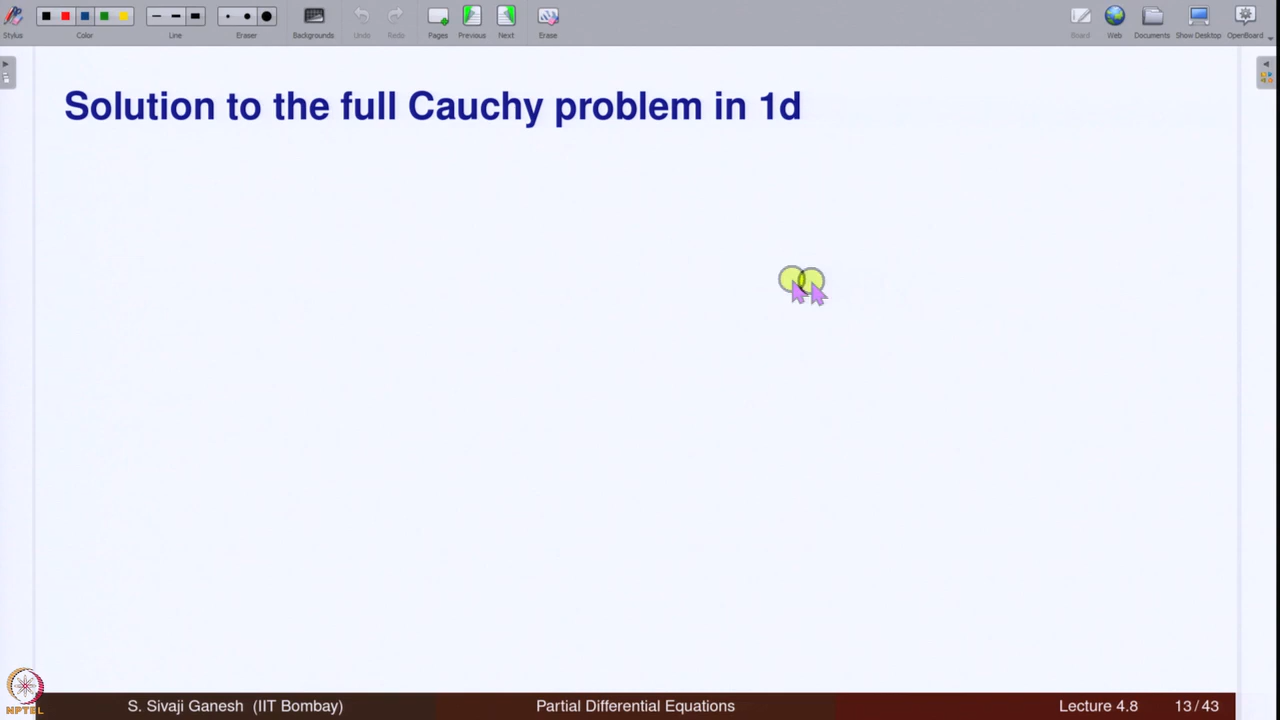 Stylus
Color
Line
Eraser
Backgrounds
Undo
Redo
Pages
Previous
Next
Erase
Board
Web
Documents
Show Desktop
OpenBoard
Solution to the full Cauchy problem in 1d
NPTEL
S. Sivaji Ganesh (IIT Bombay)
Partial Differential Equations
Lecture 4.8
13 / 43